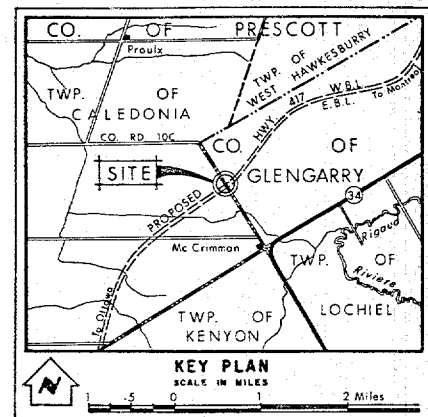 CO. OF PRESCOTT
Proulx
TWP. OF
WEST HAWKESBURY
TWP. OF
CALEDONIA
CO. RD 10C
HWY. 417
W.B.L.
E.B.L.
To Montreal
CO. OF
GLENGARRY
SITE
PROPOSED
34
Mc Crimmon
Rigaud
Riviere
TWP. OF
LOCHIEL
To Ottawa
TWP. OF
KENYON
N
KEY PLAN
SCALE IN MILES
1 0 1 2 Miles